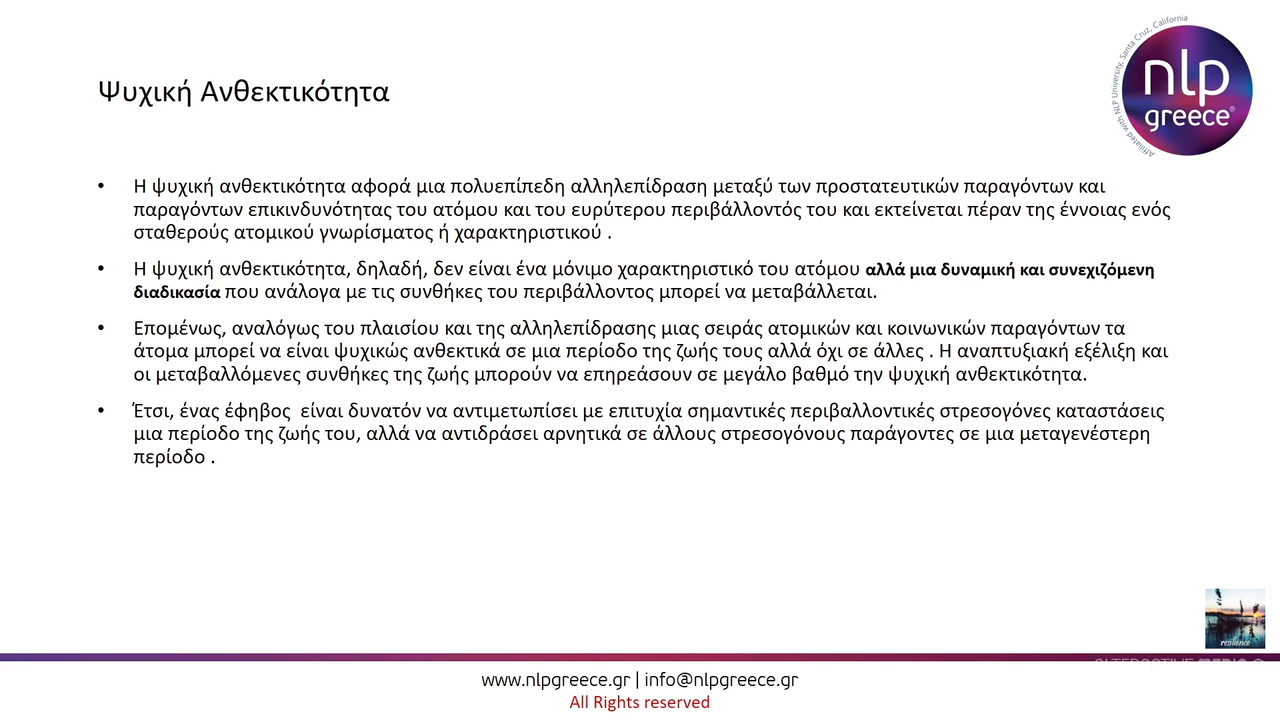 Ψυχική Ανθεκτικότητα
Affiliated with NLP University, Santa Cruz, California
nlp
greece®
• Η ψυχική ανθεκτικότητα αφορά μια πολυεπίπεδη αλληλεπίδραση μεταξύ των προστατευτικών παραγόντων και
παραγόντων επικινδυνότητας του ατόμου και του ευρύτερου περιβάλλοντός του και εκτείνεται πέραν της έννοιας ενός
σταθερούς ατομικού γνωρίσματος ή χαρακτηριστικού .
• Η ψυχική ανθεκτικότητα, δηλαδή, δεν είναι ένα μόνιμο χαρακτηριστικό του ατόμου αλλά μια δυναμική και συνεχιζόμενη
διαδικασία που ανάλογα με τις συνθήκες του περιβάλλοντος μπορεί να μεταβάλλεται.
• Επομένως, αναλόγως του πλαισίου και της αλληλεπίδρασης μιας σειράς ατομικών και κοινωνικών παραγόντων τα
άτομα μπορεί να είναι ψυχικώς ανθεκτικά σε μια περίοδο της ζωής τους αλλά όχι σε άλλες . Η αναπτυξιακή εξέλιξη και
οι μεταβαλλόμενες συνθήκες της ζωής μπορούν να επηρεάσουν σε μεγάλο βαθμό την ψυχική ανθεκτικότητα.
• Έτσι, ένας έφηβος  είναι δυνατόν να αντιμετωπίσει με επιτυχία σημαντικές περιβαλλοντικές στρεσογόνες καταστάσεις
μια περίοδο της ζωής του, αλλά να αντιδράσει αρνητικά σε άλλους στρεσογόνους παράγοντες σε μια μεταγενέστερη
περίοδο .
resilience
www.nlpgreece.gr | info@nlpgreece.gr
All Rights reserved